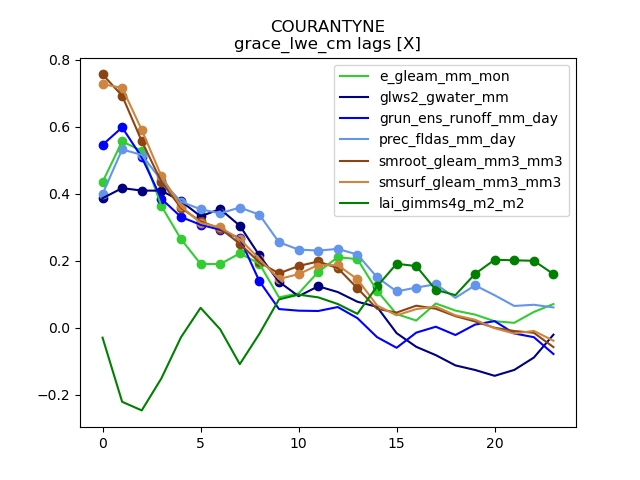 COURANTYNE
grace_lwe_cm lags [X]
e_gleam_mm_mon
glws2_gwater_mm
grun_ens_runoff_mm_day
prec_fldas_mm_day
smroot_gleam_mm3_mm3
smsurf_gleam_mm3_mm3
lai_gimms4g_m2_m2
0.8
0.6
0.4
0.2
0.0
−0.2
0
5
10
15
20